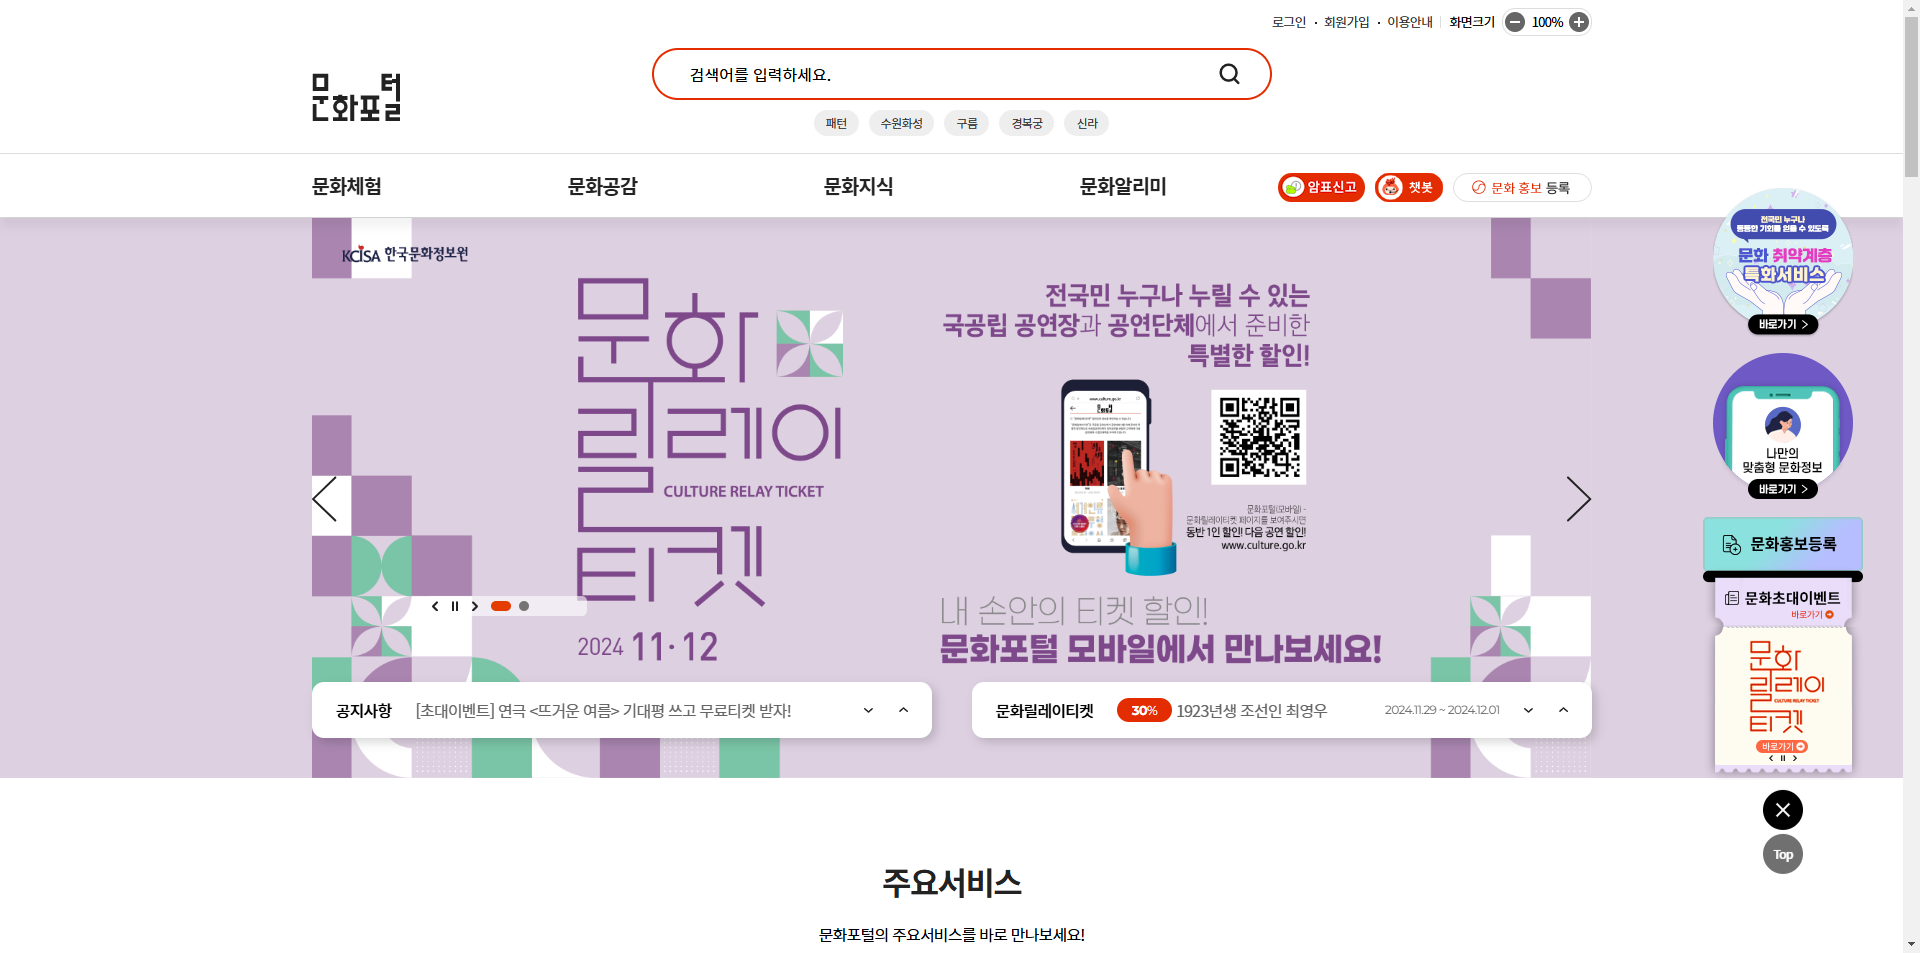 로그인 · 회원가입 · 이용안내 화면크기 100%
검색어를 입력하세요.
문화포털
패턴 수원화성 구름 경복궁 신라
문화체험 문화공감 문화지식 문화알리미 암표신고 챗봇 문화 홍보 등록
KCISA 한국문화정보원
문화
릴레이
CULTURE RELAY TICKET
티켓
2024 11·12
전국민 누구나 누릴 수 있는
국공립 공연장과 공연단체에서 준비한
특별한 할인!
www.culture.go.kr
문화포털
문화포털(모바일) -
문화릴레이티켓 페이지를 보여주시면
동반 1인 할인! 다음 공연 할인!
www.culture.go.kr
내 손안의 티켓 할인!
문화포털 모바일에서 만나보세요!
공지사항 [초대이벤트] 연극 <뜨거운 여름> 기대평 쓰고 무료티켓 받자!
문화릴레이티켓 30% 1923년생 조선인 최영우 2024.11.29 ~ 2024.12.01
전국민 누구나
동등한 기회를 얻을 수 있도록
문화 취약계층
특화서비스
바로가기
나만의
맞춤형 문화정보
바로가기
문화홍보등록
문화초대이벤트
바로가기
문화
릴레이
CULTURE RELAY TICKET
티켓
바로가기
Top
주요서비스
문화포털의 주요서비스를 바로 만나보세요!